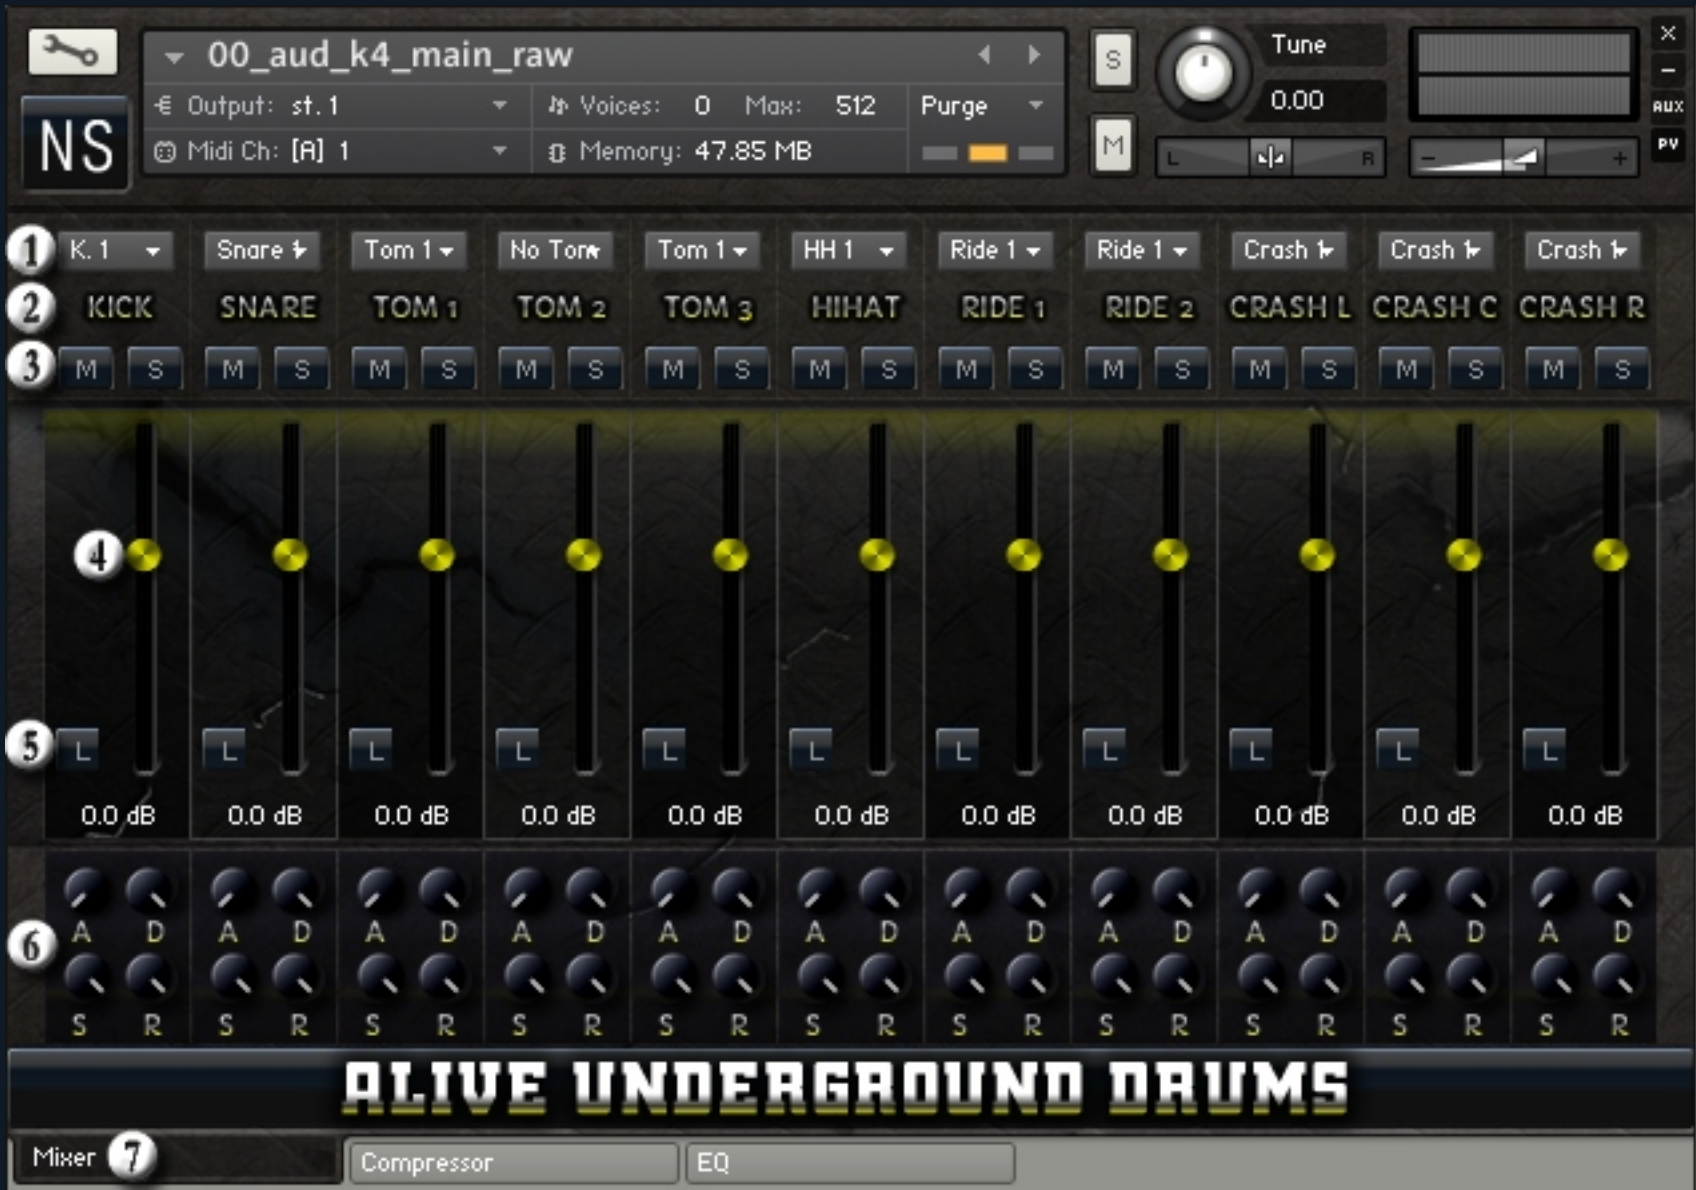 00_aud_k4_main_raw
S
Tune
X
−
Output: st. 1
Voices: 0 Max: 512
Purge
0.00
AUX
NS
Midi Ch: [A] 1
Memory: 47.85 MB
M
L R
− +
PV
1 K. 1 Snare 1 Tom 1 No Tom Tom 1 HH 1 Ride 1 Ride 1 Crash 1 Crash 1 Crash 1
2 KICK SNARE TOM 1 TOM 2 TOM 3 HIHAT RIDE 1 RIDE 2 CRASH L CRASH C CRASH R
3 M S M S M S M S M S M S M S M S M S M S M S
4
5 L L L L L L L L L L L
0.0 dB 0.0 dB 0.0 dB 0.0 dB 0.0 dB 0.0 dB 0.0 dB 0.0 dB 0.0 dB 0.0 dB 0.0 dB
6 A D A D A D A D A D A D A D A D A D A D A D
S R S R S R S R S R S R S R S R S R S R S R
ALIVE UNDERGROUND DRUMS
Mixer 7 Compressor EQ